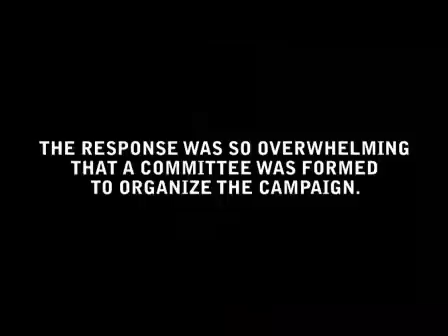 THE RESPONSE WAS SO OVERWHELMING
THAT A COMMITTEE WAS FORMED
TO ORGANIZE THE CAMPAIGN.